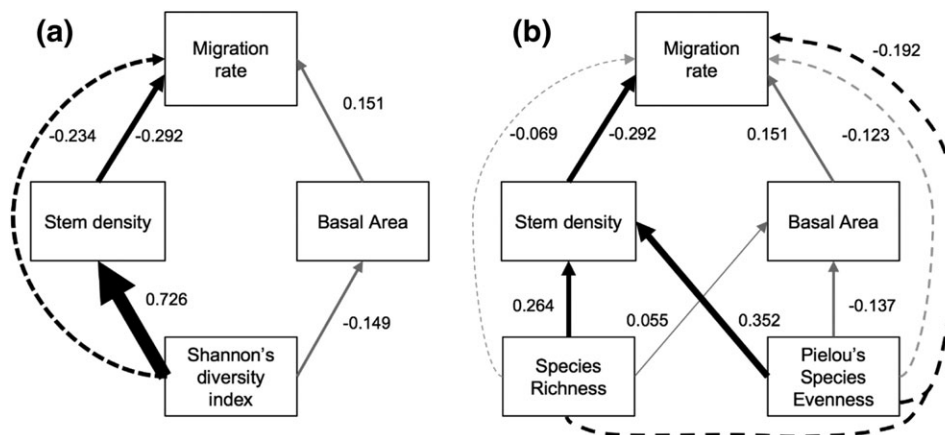 (a)
Migration
rate
-0.234
-0.292
0.151
Stem density
Basal Area
0.726
-0.149
Shannon's
diversity
index
(b)
Migration
rate
-0.192
-0.069
-0.292
0.151
-0.123
Stem density
Basal Area
0.264
0.055
0.352
-0.137
Species
Richness
Pielou's
Species
Evenness